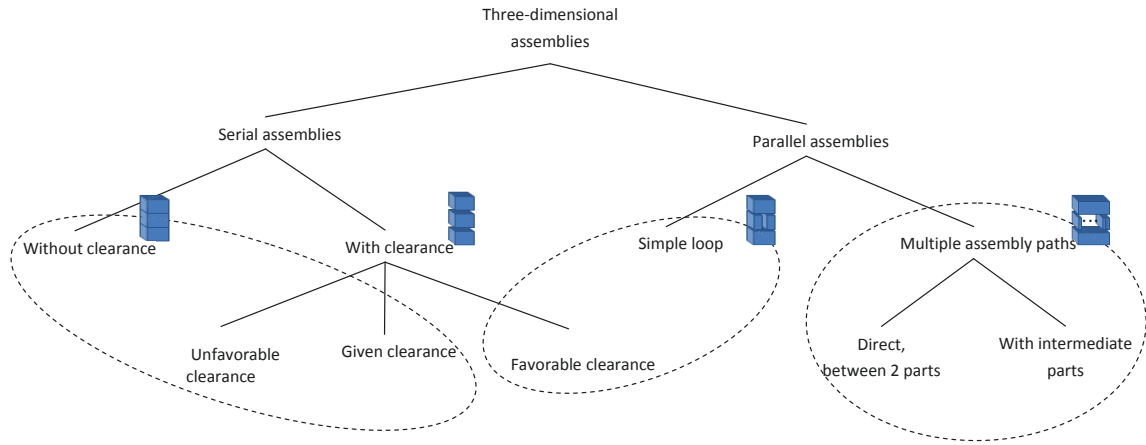 Three-dimensional
assemblies
Serial assemblies
Parallel assemblies
Without clearance
With clearance
Simple loop
Multiple assembly paths
Unfavorable
clearance
Given clearance
Favorable clearance
Direct,
between 2 parts
With intermediate
parts